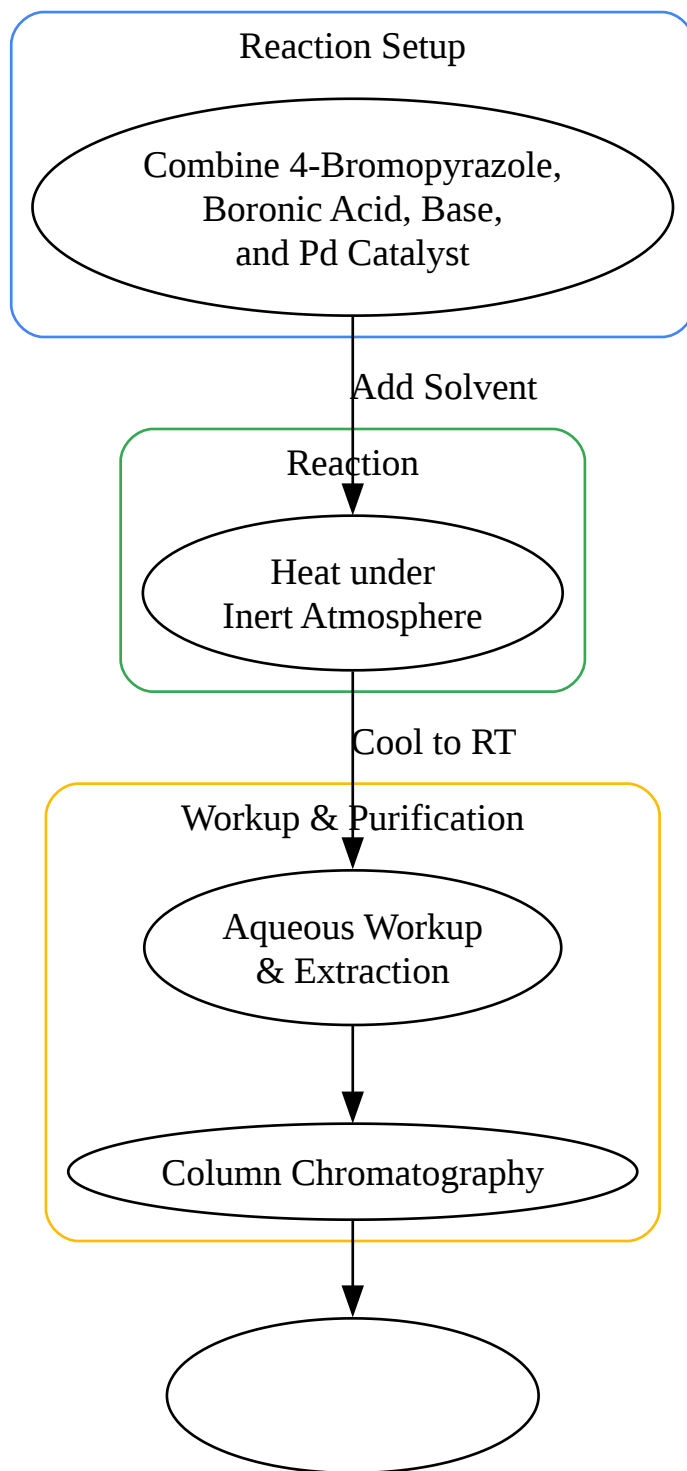 Reaction Setup
Combine 4-Bromopyrazole,
Boronic Acid, Base,
and Pd Catalyst
Add Solvent
Reaction
Heat under
Inert Atmosphere
Cool to RT
Workup & Purification
Aqueous Workup
& Extraction
Column Chromatography